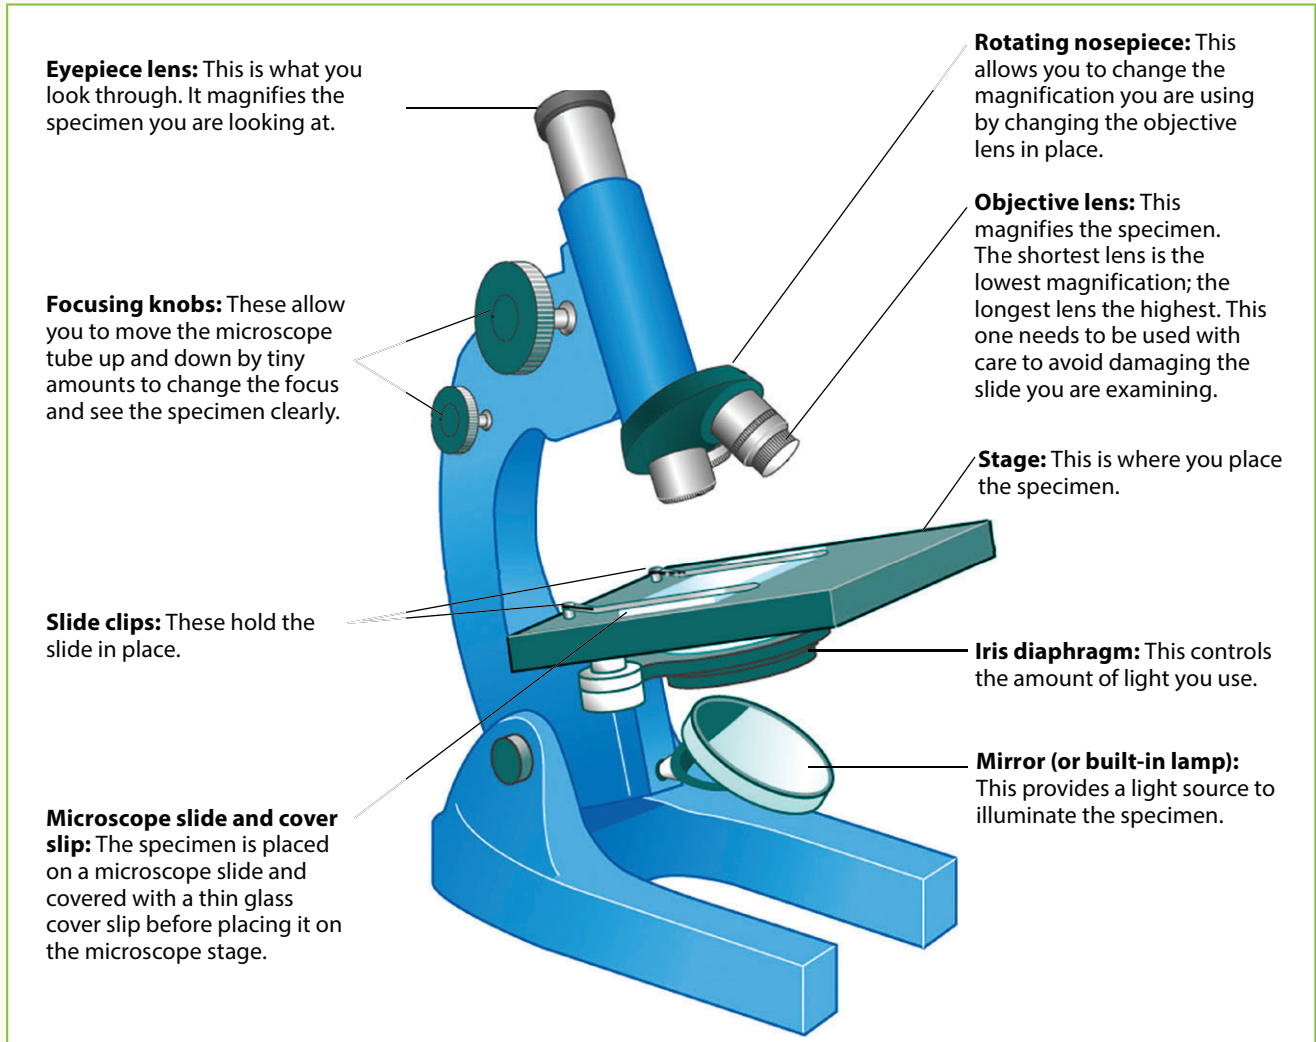 Eyepiece lens: This is what you
look through. It magnifies the
specimen you are looking at.
Focusing knobs: These allow
you to move the microscope
tube up and down by tiny
amounts to change the focus
and see the specimen clearly.
Slide clips: These hold the
slide in place.
Microscope slide and cover
slip: The specimen is placed
on a microscope slide and
covered with a thin glass
cover slip before placing it on
the microscope stage.
Rotating nosepiece: This
allows you to change the
magnification you are using
by changing the objective
lens in place.
Objective lens: This
magnifies the specimen.
The shortest lens is the
lowest magnification; the
longest lens the highest. This
one needs to be used with
care to avoid damaging the
slide you are examining.
Stage: This is where you place
the specimen.
Iris diaphragm: This controls
the amount of light you use.
Mirror (or built-in lamp):
This provides a light source to
illuminate the specimen.